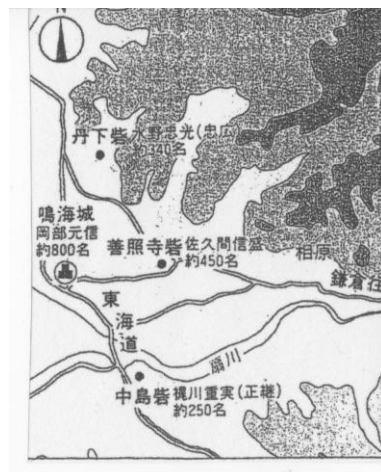 N
丹下砦 水野忠光(忠広)
約340名
鳴海城
岡部元信
約800名
善照寺砦 佐久間信盛
約450名
相原
鎌倉往
東海道
扇川
中島砦 梶川重実(正継)
約250名